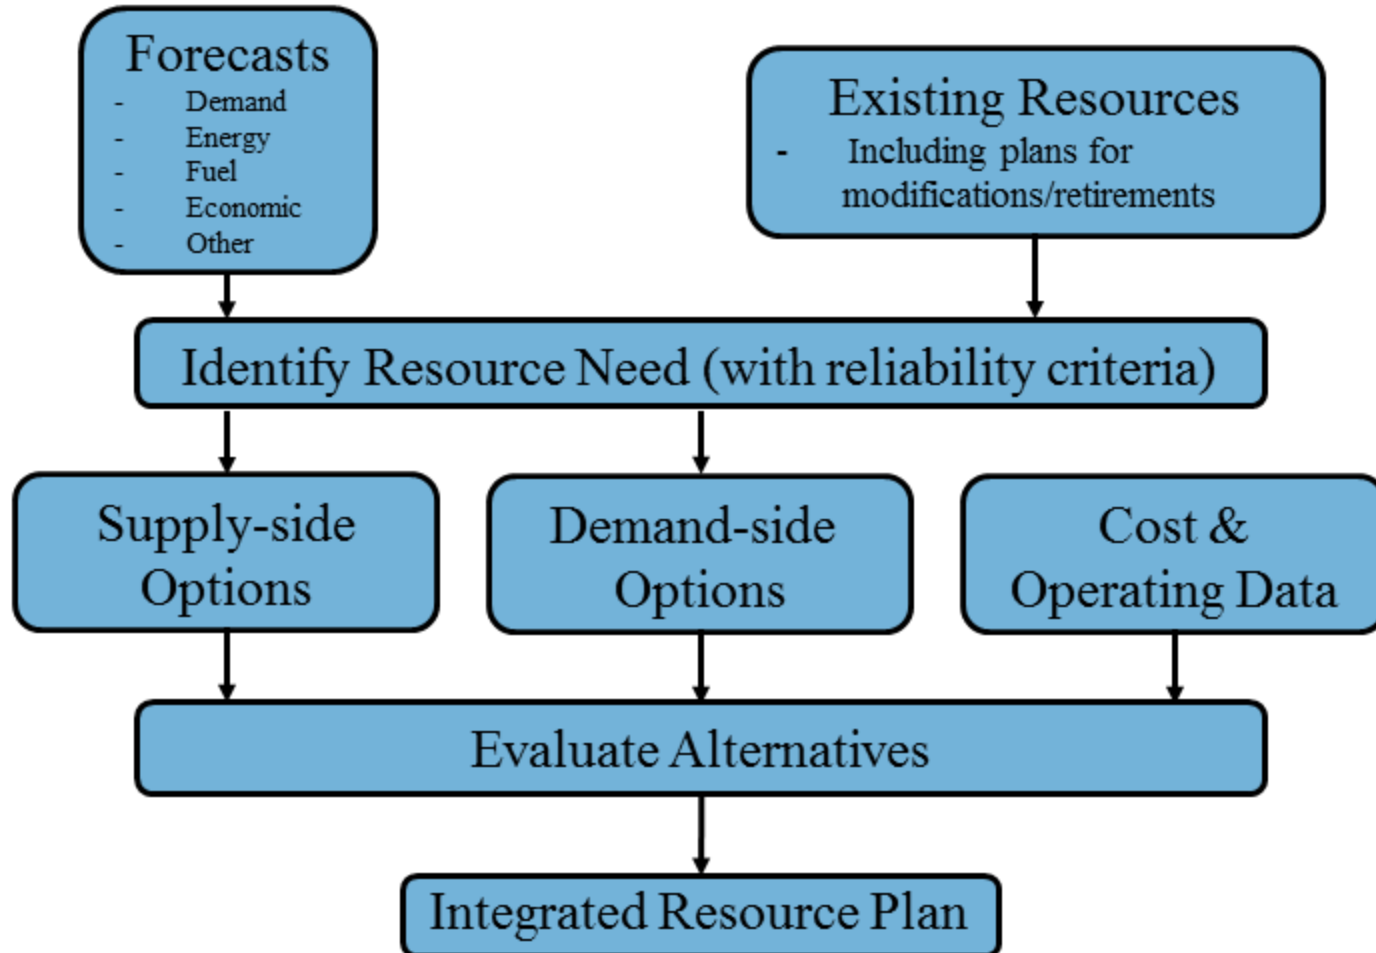 Forecasts
- Demand
- Energy
- Fuel
- Economic
- Other
Existing Resources
- Including plans for
modifications/retirements
Identify Resource Need (with reliability criteria)
Supply-side
Options
Demand-side
Options
Cost &
Operating Data
Evaluate Alternatives
Integrated Resource Plan